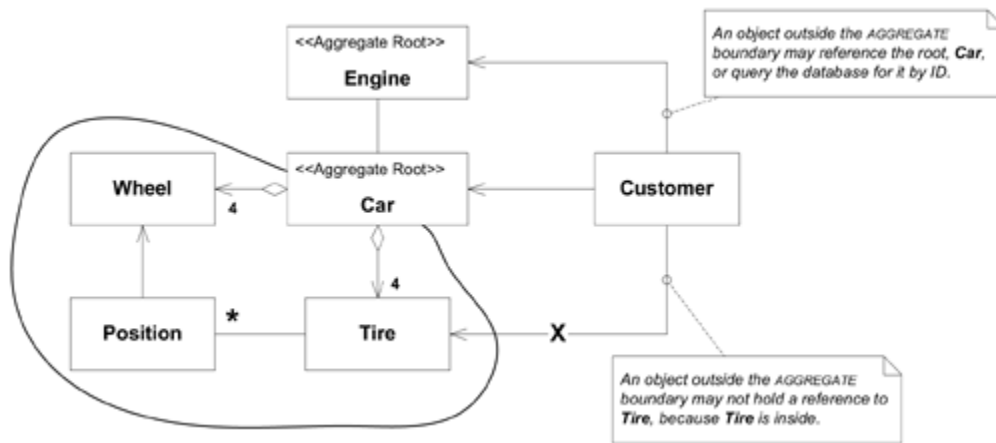 <<Aggregate Root>>
Engine
An object outside the AGGREGATE
boundary may reference the root, Car,
or query the database for it by ID.
Wheel
4
<<Aggregate Root>>
Car
Customer
4
Position
*
Tire
X
An object outside the AGGREGATE
boundary may not hold a reference to
Tire, because Tire is inside.